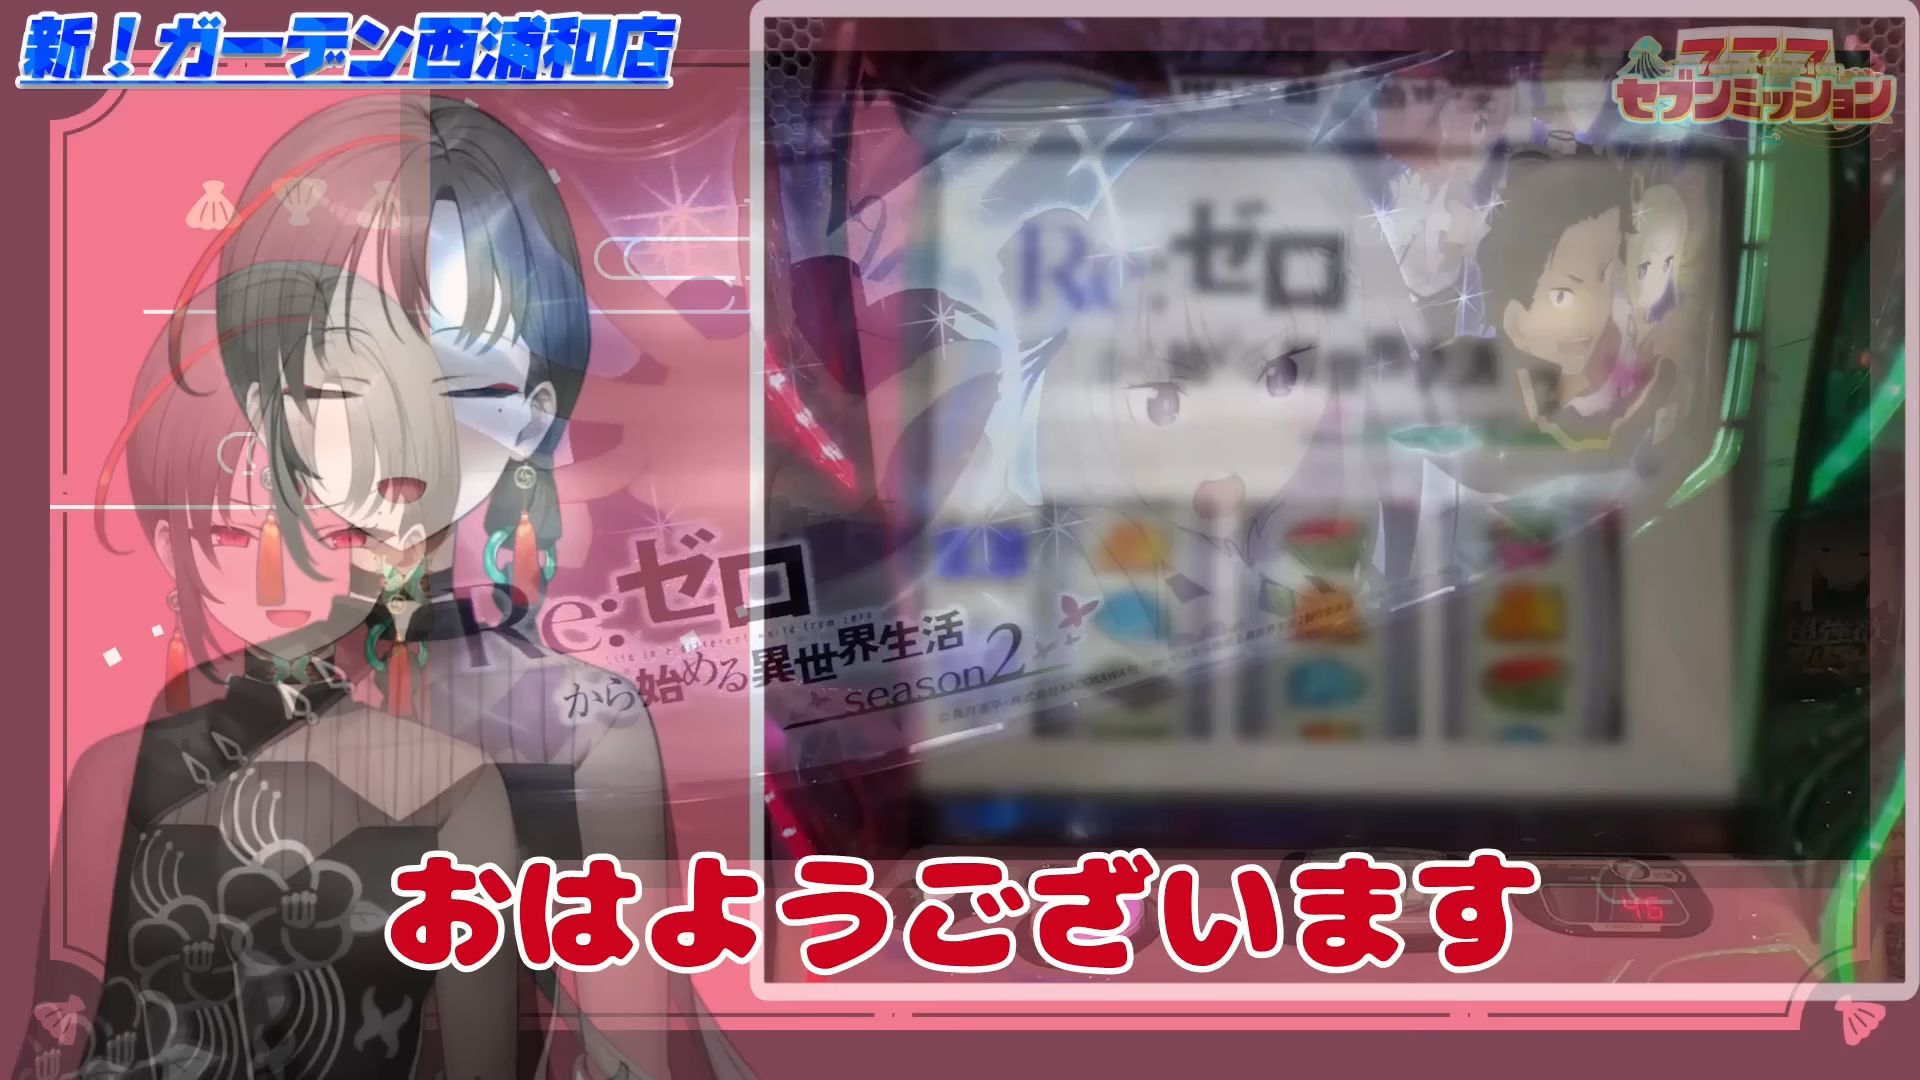 新！ガーデン西浦和店
777
セブンミッション
Re:ゼロ
Re:ゼロ
から始める異世界生活
season2
おはようございます
46